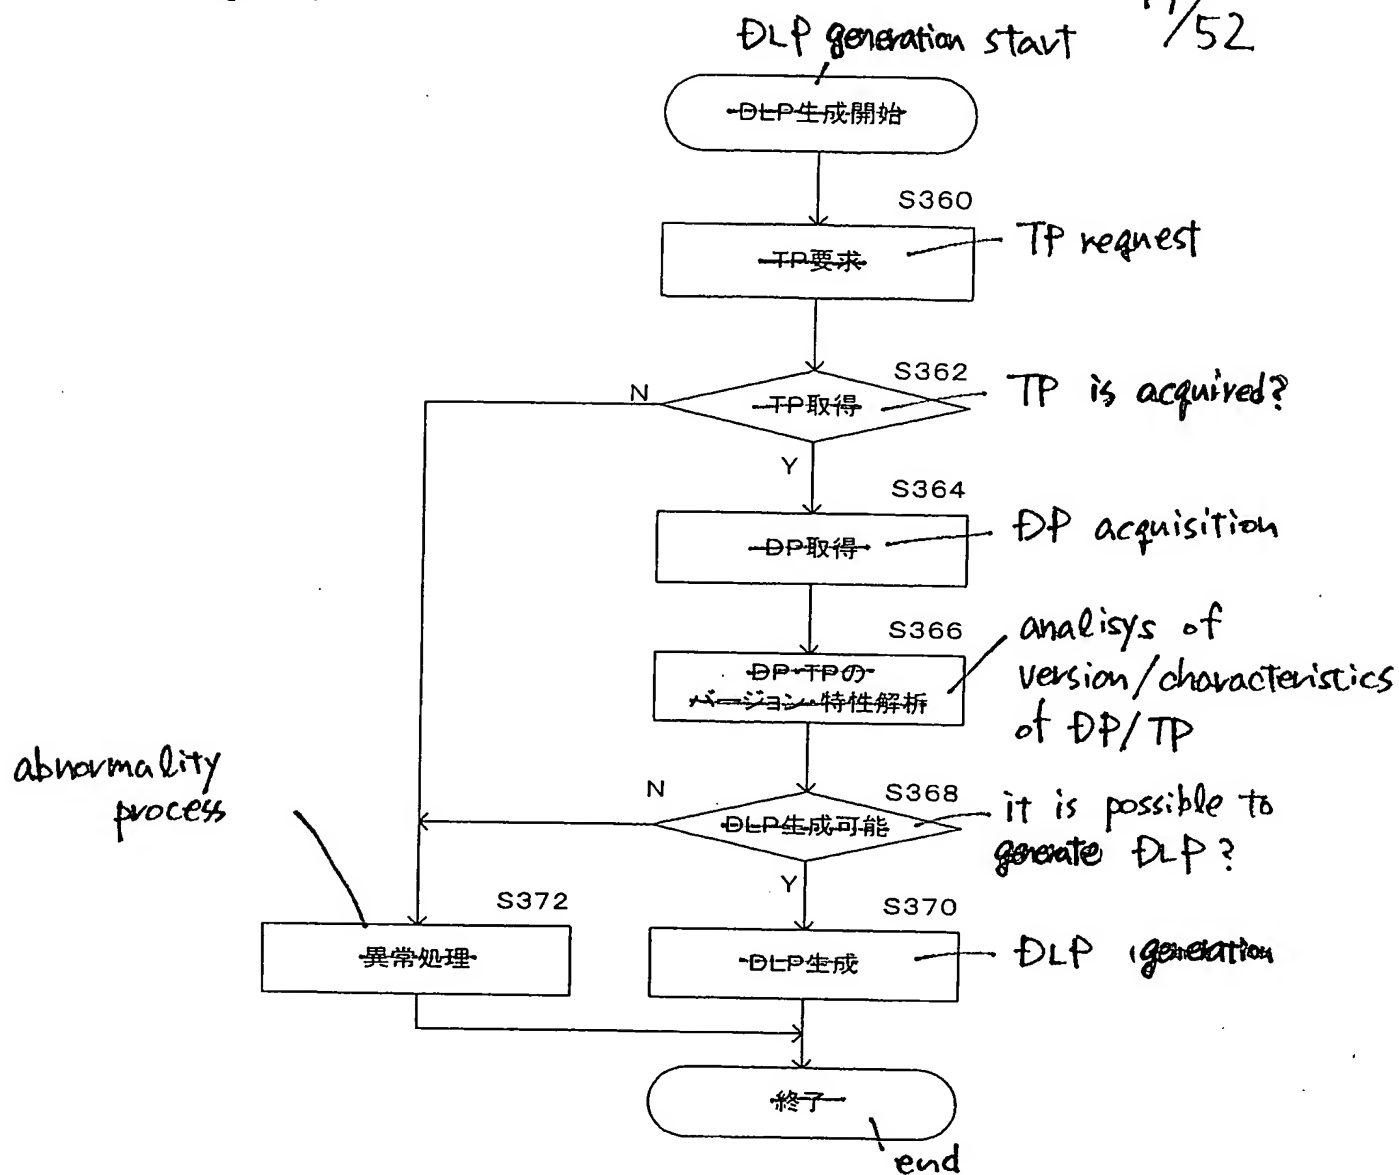 /52
DLP generation start
DLP生成開始
S360
TP要求
TP request
S362
N
TP取得
TP is acquired?
Y
S364
DP取得
DP acquisition
S366
DP・TPの
バージョン・特性解析
analisys of
version/characteristics
of DP/TP
abnormality
process
N
S368
DLP生成可能
it is possible to
generate DLP?
Y
S372
異常処理
S370
DLP生成
DLP generation
終了
end